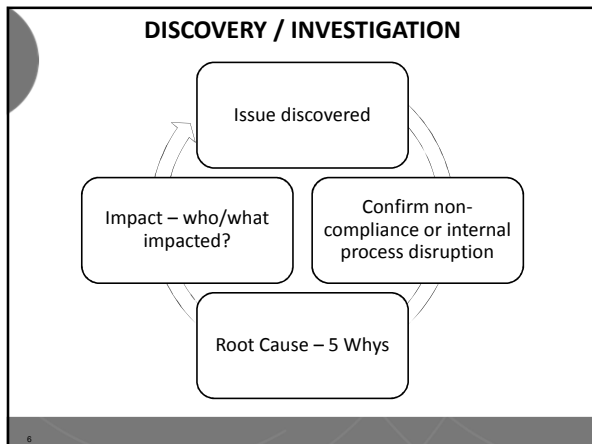 DISCOVERY / INVESTIGATION
Issue discovered
Confirm non-
compliance or internal
process disruption
Root Cause – 5 Whys
Impact – who/what
impacted?
6